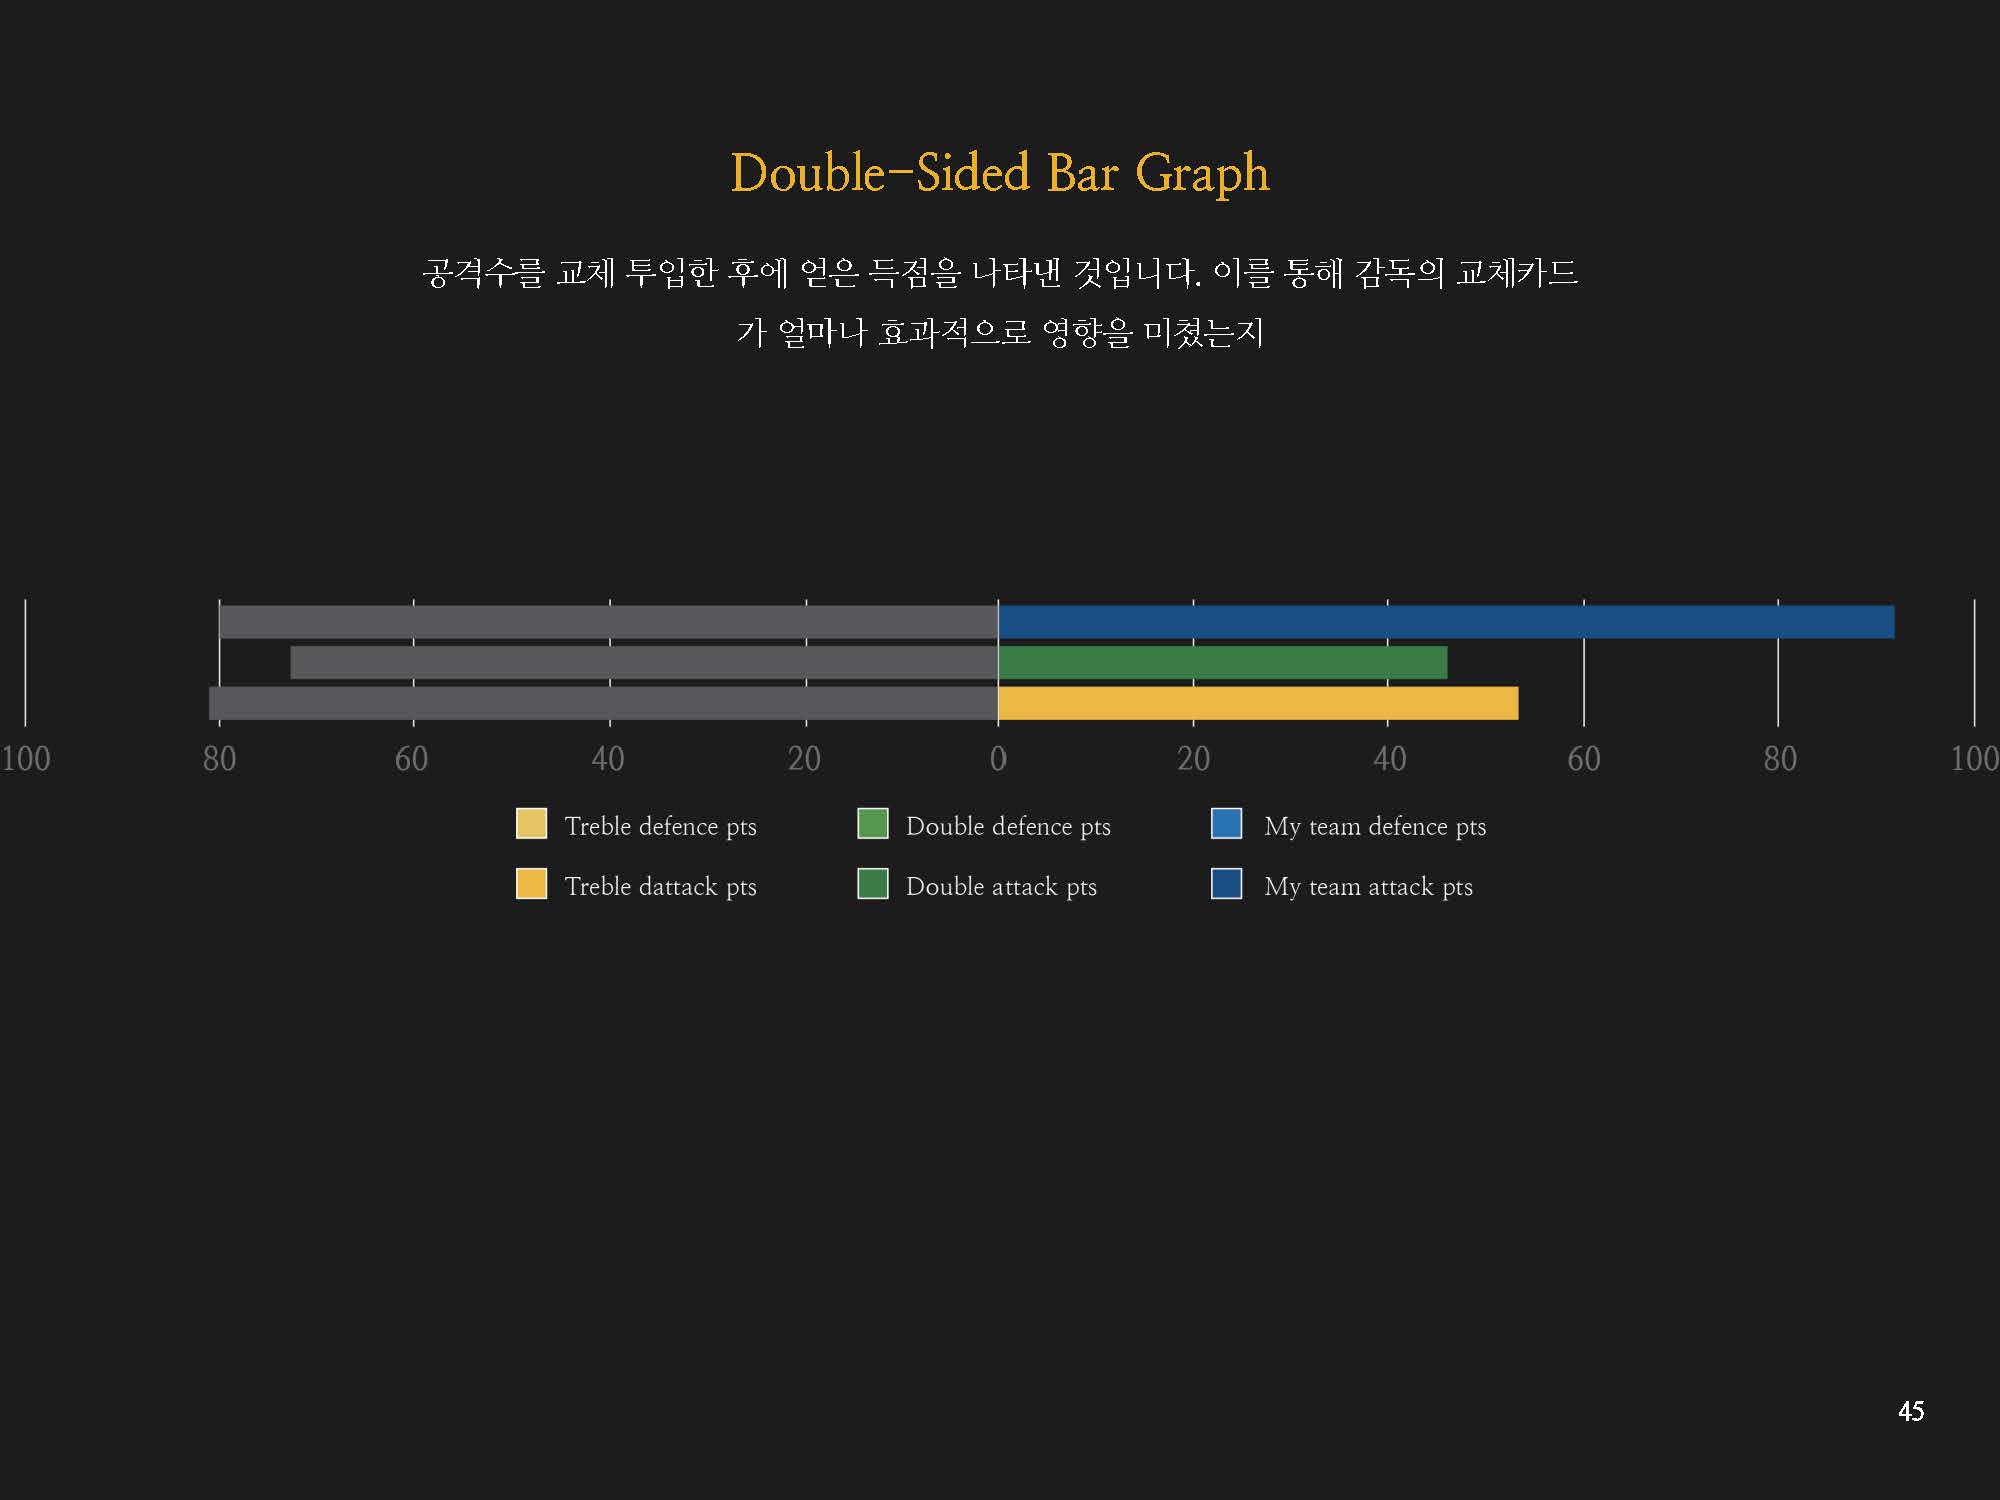 Double-Sided Bar Graph
공격수를 교체 투입한 후에 얻은 득점을 나타낸 것입니다. 이를 통해 감독의 교체카드
가 얼마나 효과적으로 영향을 미쳤는지
100 80 60 40 20 0 20 40 60 80 100
Treble defence pts Double defence pts My team defence pts
Treble dattack pts Double attack pts My team attack pts
45